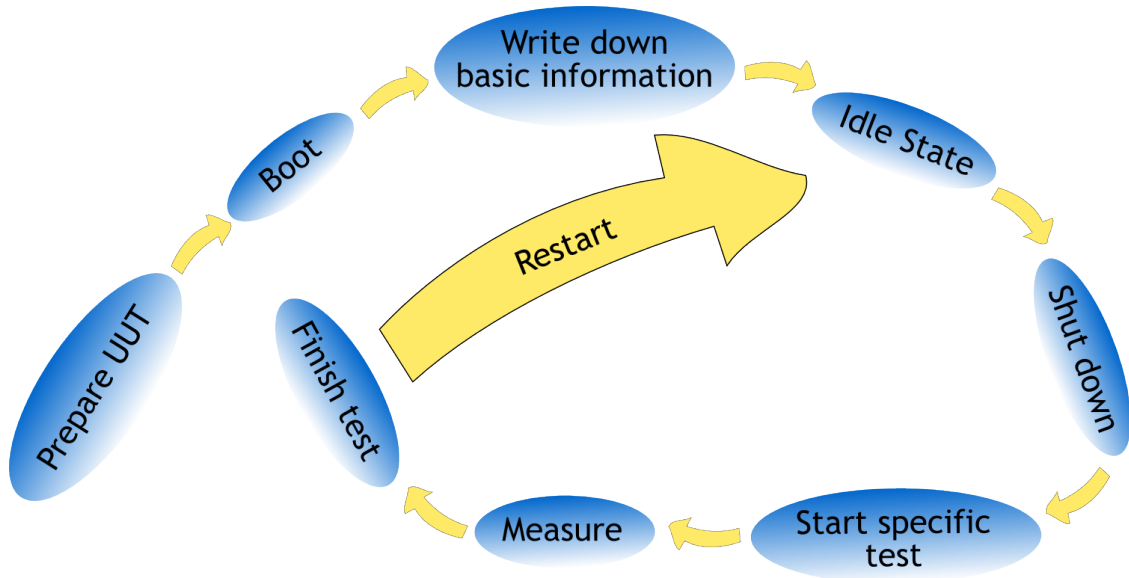 Write down
basic information
Boot
Idle State
Restart
Prepare UUT
Finish test
Shut down
Measure
Start specific
test